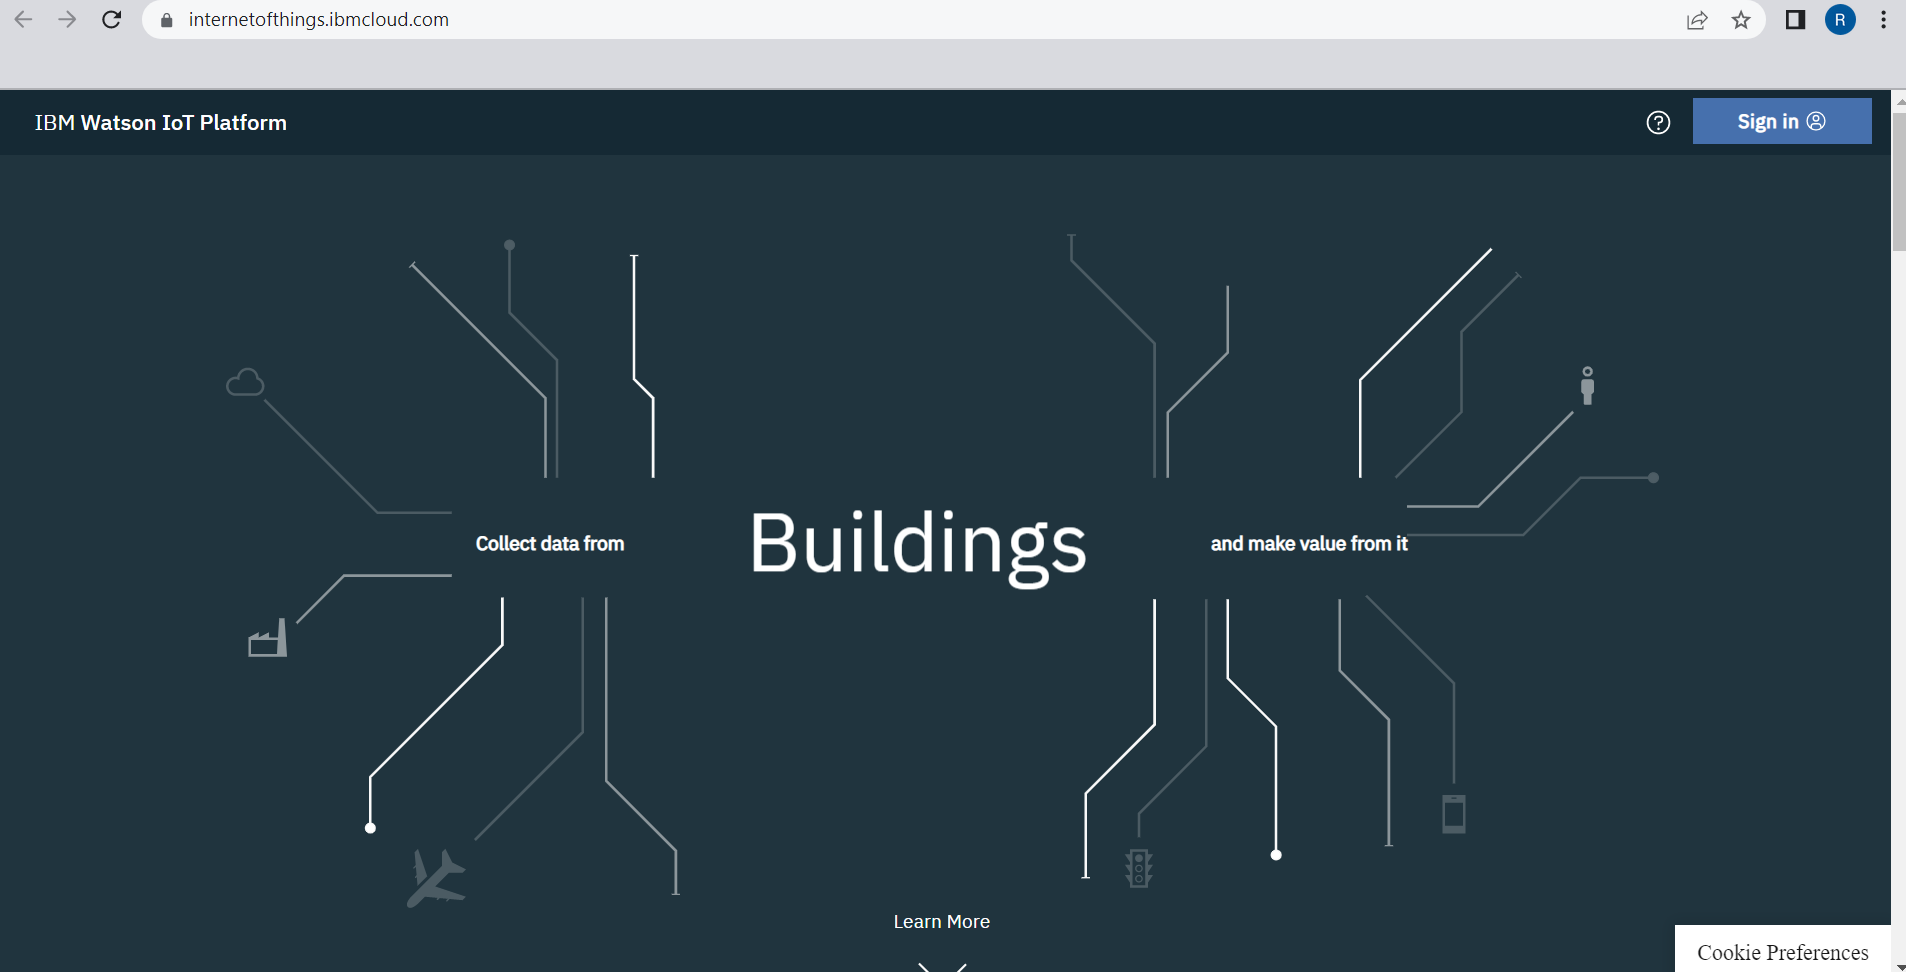 internetofthings.ibmcloud.com
R
IBM Watson IoT Platform
?
Sign in
Collect data from
Buildings
and make value from it
Learn More
Cookie Preferences